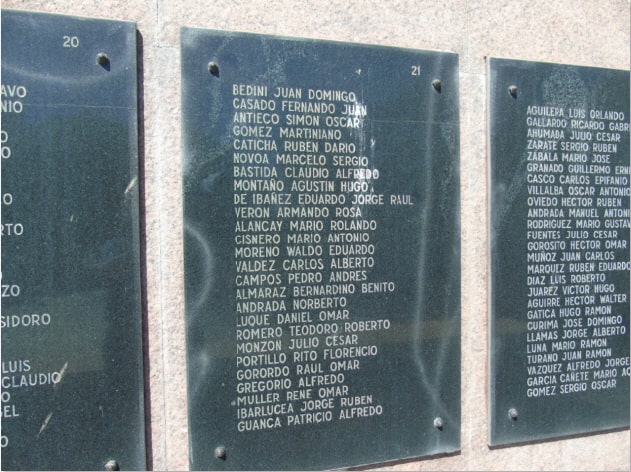 20
AVO
ONIO
O
O
RTO
ZO
ISIDORO
LUIS
CLAUDIO
O
GEL
O
21
BEDINI JUAN DOMINGO
CASADO FERNANDO JUAN
ANTIECO SIMON OSCAR
GOMEZ MARTINIANO
CATICHA RUBEN DARIO
NOVOA MARCELO SERGIO
BASTIDA CLAUDIO ALFREDO
MONTAÑO AGUSTIN HUGO
DE IBAÑEZ EDUARDO JORGE RAUL
VERON ARMANDO ROSA
ALANCAY MARIO ROLANDO
CISNERO MARIO ANTONIO
MORENO WALDO EDUARDO
VALDEZ CARLOS ALBERTO
CAMPOS PEDRO ANDRES
ALMARAZ BERNARDINO BENITO
ANDRADA NORBERTO
LUQUE DANIEL OMAR
ROMERO TEODORO ROBERTO
MONZON JULIO CESAR
PORTILLO RITO FLORENCIO
GORORDO RAUL OMAR
GREGORIO ALFREDO
MULLER RENE OMAR
IBARLUCEA JORGE RUBEN
GUANCA PATRICIO ALFREDO
AGUILERA LUIS ORLANDO
GALLARDO RICARDO GABRI
AHUMADA JULIO CESAR
ZARATE SERGIO RUBEN
ZABALA MARIO JOSE
GRANADO GUILLERMO ERNE
CASCO CARLOS EPIFANIO
VILLALBA OSCAR ANTONIO
OVIEDO HECTOR RUBEN
ANDRADA MANUEL ANTONI
RODRIGUEZ MARIO GUSTAV
FUENTES JULIO CESAR
GOROSITO HECTOR OMAR
MUÑOZ JUAN CARLOS
MARQUEZ RUBEN EDUARDO
DIAZ LUIS ROBERTO
JUAREZ VICTOR HUGO
AGUIRRE HECTOR WALTER
GATICA HUGO RAMON
CURIMA JOSE DOMINGO
LLAMAS JORGE ALBERTO
LUNA MARIO RAMON
TURANO JUAN RAMON
VAZQUEZ ALFREDO JORGE
GARCIA CAÑETE MARIO
GOMEZ SERGIO OSCAR